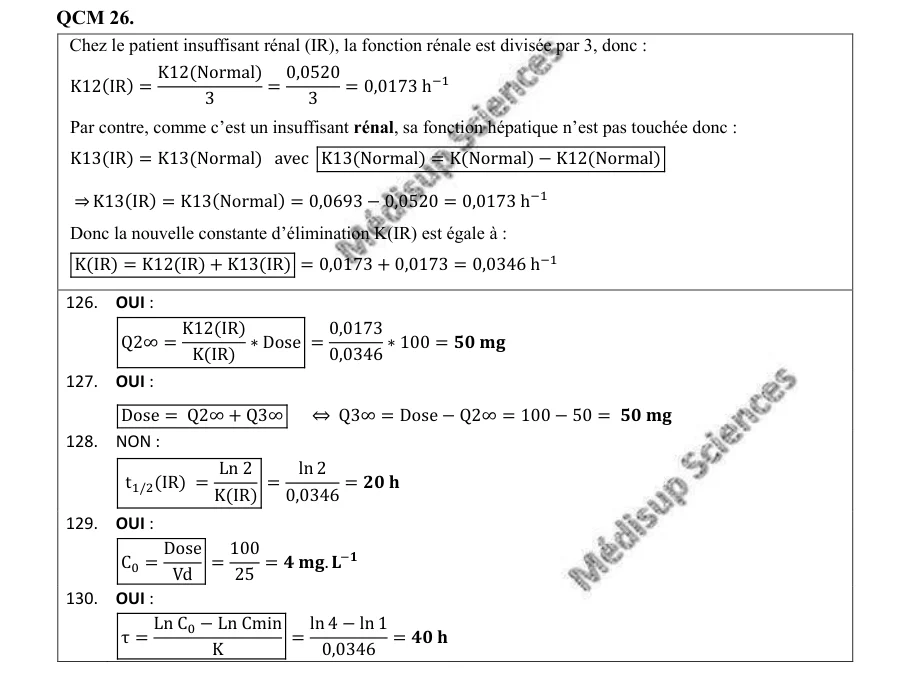 QCM 26.
Chez le patient insuffisant rénal (IR), la fonction rénale est divisée par 3, donc :
K12(IR) = K12(Normal)/3 = 0,0520/3 = 0,0173 h⁻¹
Par contre, comme c’est un insuffisant rénal, sa fonction hépatique n’est pas touchée donc :
K13(IR) = K13(Normal) avec K13(Normal) = K(Normal) − K12(Normal)
⇒ K13(IR) = K13(Normal) = 0,0693 − 0,0520 = 0,0173 h⁻¹
Donc la nouvelle constante d’élimination K(IR) est égale à :
K(IR) = K12(IR) + K13(IR) = 0,0173 + 0,0173 = 0,0346 h⁻¹
126. OUI :
Q2∞ = K12(IR)/K(IR) ∗ Dose = 0,0173/0,0346 ∗ 100 = 50 mg
127. OUI :
Dose = Q2∞ + Q3∞ ⇔ Q3∞ = Dose − Q2∞ = 100 − 50 = 50 mg
128. NON :
t₁/₂(IR) = Ln 2/K(IR) = ln 2/0,0346 = 20 h
129. OUI :
C₀ = Dose/Vd = 100/25 = 4 mg.L⁻¹
130. OUI :
τ = Ln C₀ − Ln Cmin/K = ln 4 − ln 1/0,0346 = 40 h
Médisup Sciences
Médisup Sciences